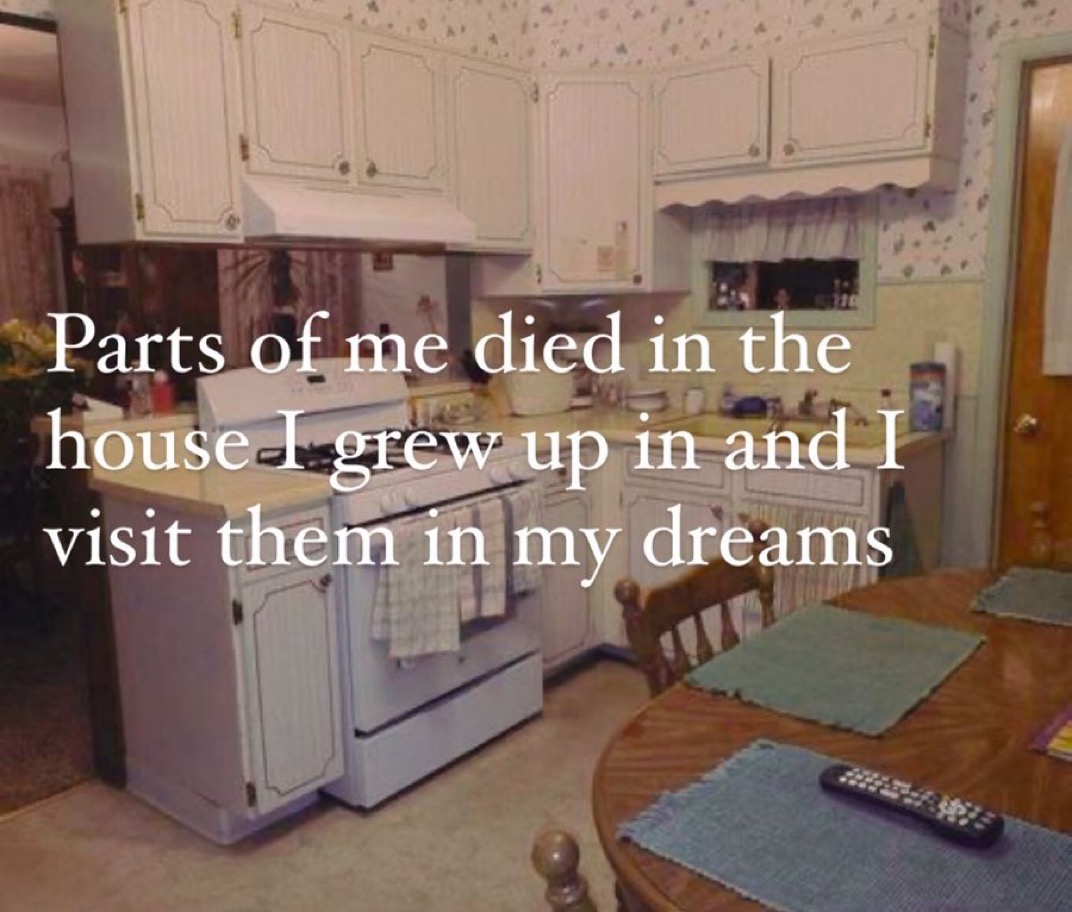 Parts of me died in the
house I grew up in and I
visit them in my dreams